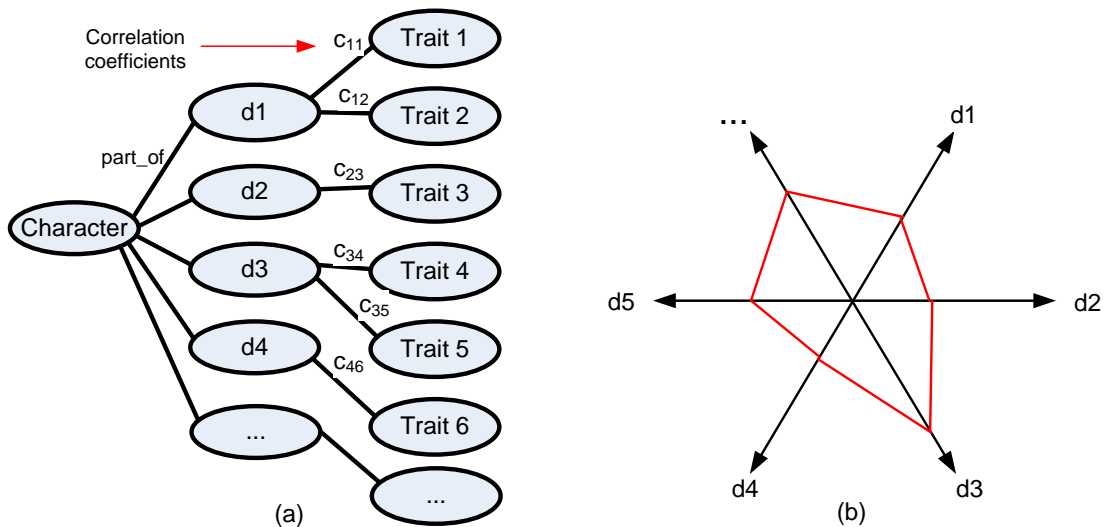 Correlation
coefficients
c11
Trait 1
d1
c12
Trait 2
part_of
d2
c23
Trait 3
Character
d3
c34
Trait 4
c35
d4
Trait 5
c46
...
Trait 6
...
(a)
...
d1
d5
d2
d4
d3
(b)